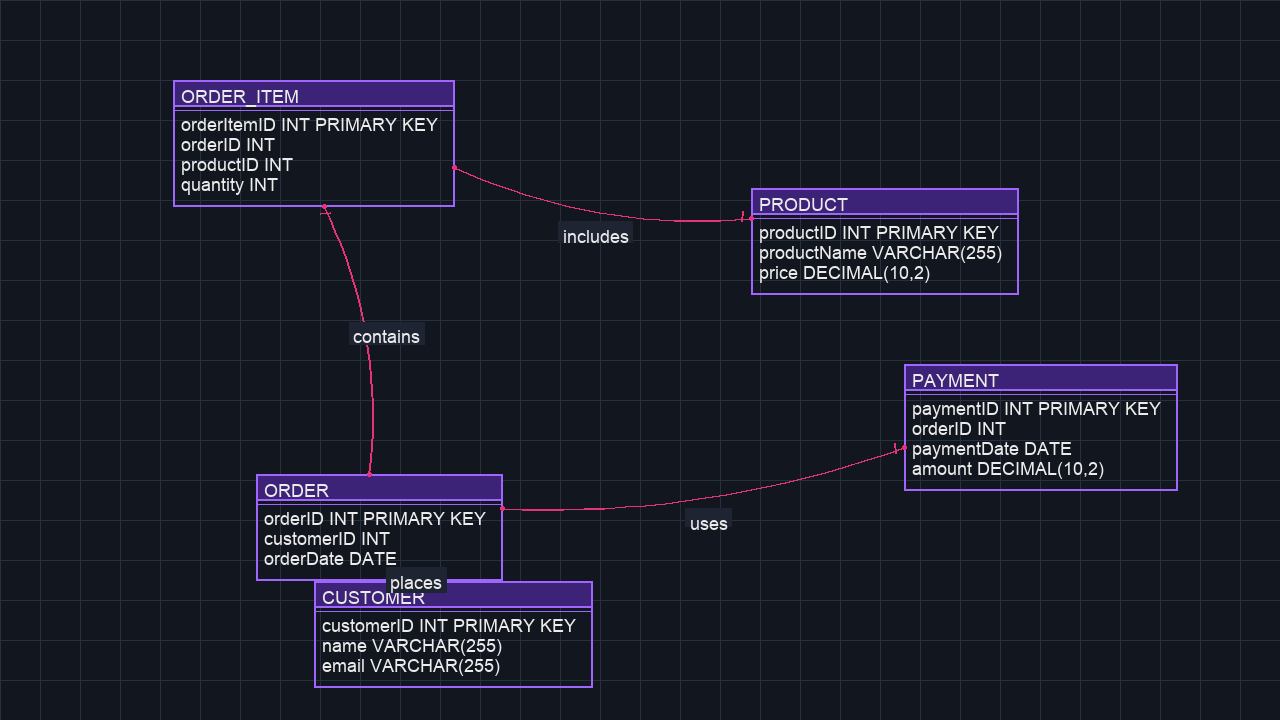 ORDER_ITEM
orderItemID INT PRIMARY KEY
orderID INT
productID INT
quantity INT
includes
PRODUCT
productID INT PRIMARY KEY
productName VARCHAR(255)
price DECIMAL(10,2)
contains
PAYMENT
paymentID INT PRIMARY KEY
orderID INT
paymentDate DATE
amount DECIMAL(10,2)
ORDER
orderID INT PRIMARY KEY
customerID INT
orderDate DATE
uses
places
CUSTOMER
customerID INT PRIMARY KEY
name VARCHAR(255)
email VARCHAR(255)